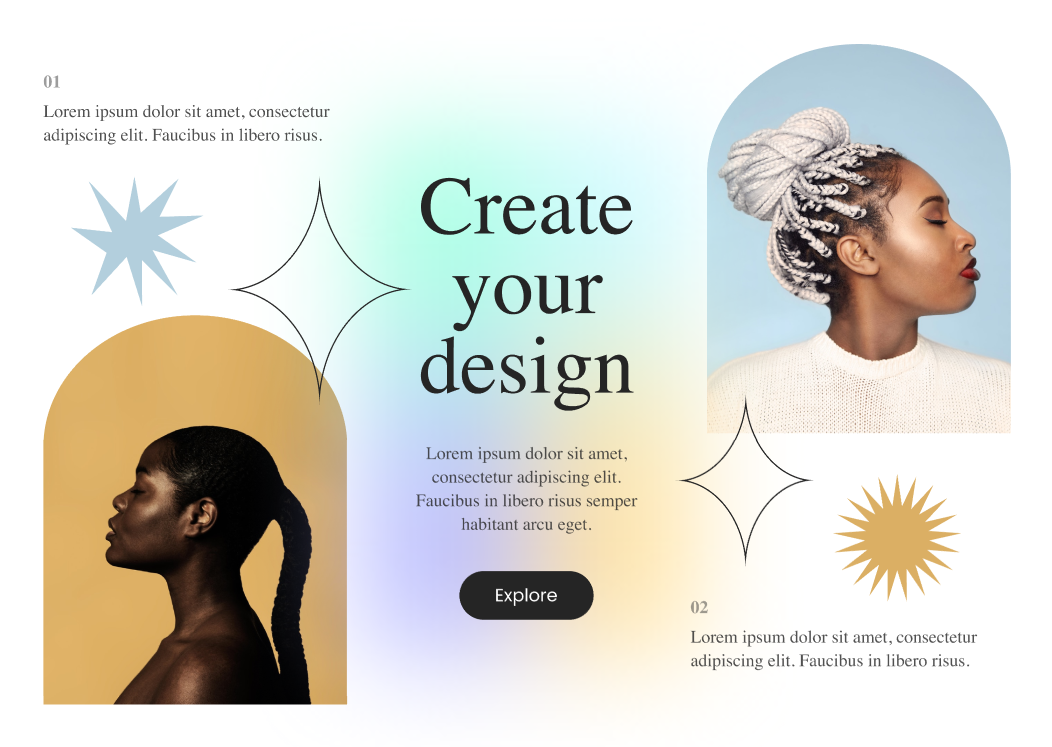 01
Lorem ipsum dolor sit amet, consectetur
adipiscing elit. Faucibus in libero risus.
Create
your
design
Lorem ipsum dolor sit amet,
consectetur adipiscing elit.
Faucibus in libero risus semper
habitant arcu eget.
Explore
02
Lorem ipsum dolor sit amet, consectetur
adipiscing elit. Faucibus in libero risus.